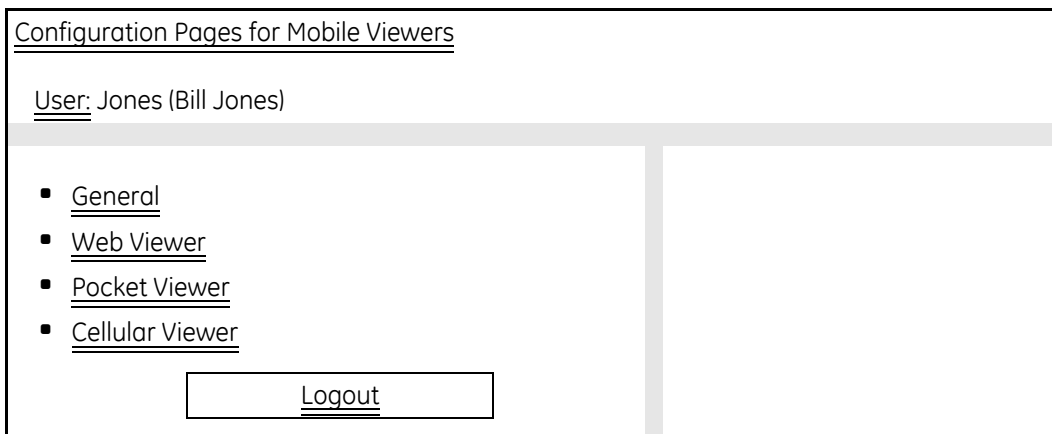 Configuration Pages for Mobile Viewers
User: Jones (Bill Jones)
General
Web Viewer
Pocket Viewer
Cellular Viewer
Logout